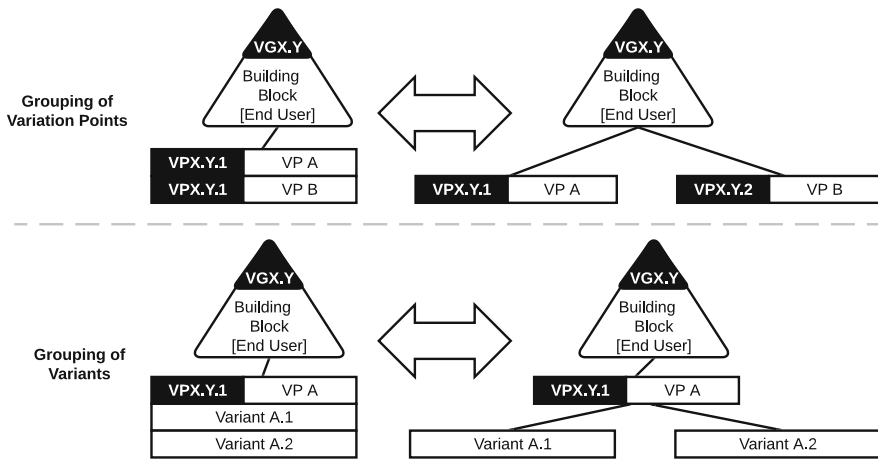 VGX.Y
Building
Block
[End User]
VGX.Y
Building
Block
[End User]
Grouping of
Variation Points
VPX.Y.1 VP A
VPX.Y.1 VP B
VPX.Y.1 VP A
VPX.Y.2 VP B
VGX.Y
Building
Block
[End User]
VGX.Y
Building
Block
[End User]
Grouping of
Variants
VPX.Y.1 VP A
Variant A.1
Variant A.2
VPX.Y.1 VP A
Variant A.1
Variant A.2